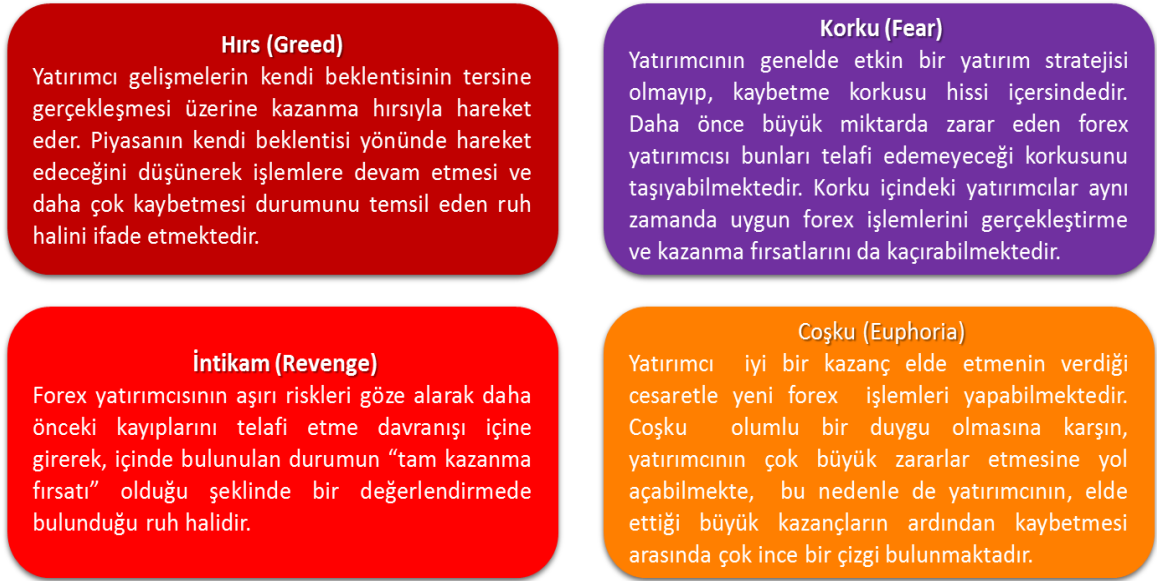 Hırs (Greed)
Yatırımcı gelişmelerin kendi beklentisinin tersine
gerçekleşmesi üzerine kazanma hırsıyla hareket
eder. Piyasanın kendi beklentisi yönünde hareket
edeceğini düşünerek işlemlere devam etmesi ve
daha çok kaybetmesi durumunu temsil eden ruh
halini ifade etmektedir.
Korku (Fear)
Yatırımcının genelde etkin bir yatırım stratejisi
olmayıp, kaybetme korkusu hissi içersindedir.
Daha önce büyük miktarda zarar eden forex
yatırımcısı bunları telafi edemeyeceği korkusunu
taşıyabilmektedir. Korku içindeki yatırımcılar aynı
zamanda uygun forex işlemlerini gerçekleştirme
ve kazanma fırsatlarını da kaçırabilmektedir.
İntikam (Revenge)
Forex yatırımcısının aşırı riskleri göze alarak daha
önceki kayıplarını telafi etme davranışı içine
girerek, içinde bulunulan durumun “tam kazanma
fırsatı” olduğu şeklinde bir değerlendirmede
bulunduğu ruh halidir.
Coşku (Euphoria)
Yatırımcı iyi bir kazanç elde etmenin verdiği
cesaretle yeni forex işlemleri yapabilmektedir.
Coşku olumlu bir duygu olmasına karşın,
yatırımcının çok büyük zararlar etmesine yol
açabilmekte, bu nedenle de yatırımcının, elde
ettiği büyük kazançların ardından kaybetmesi
arasında çok ince bir çizgi bulunmaktadır.